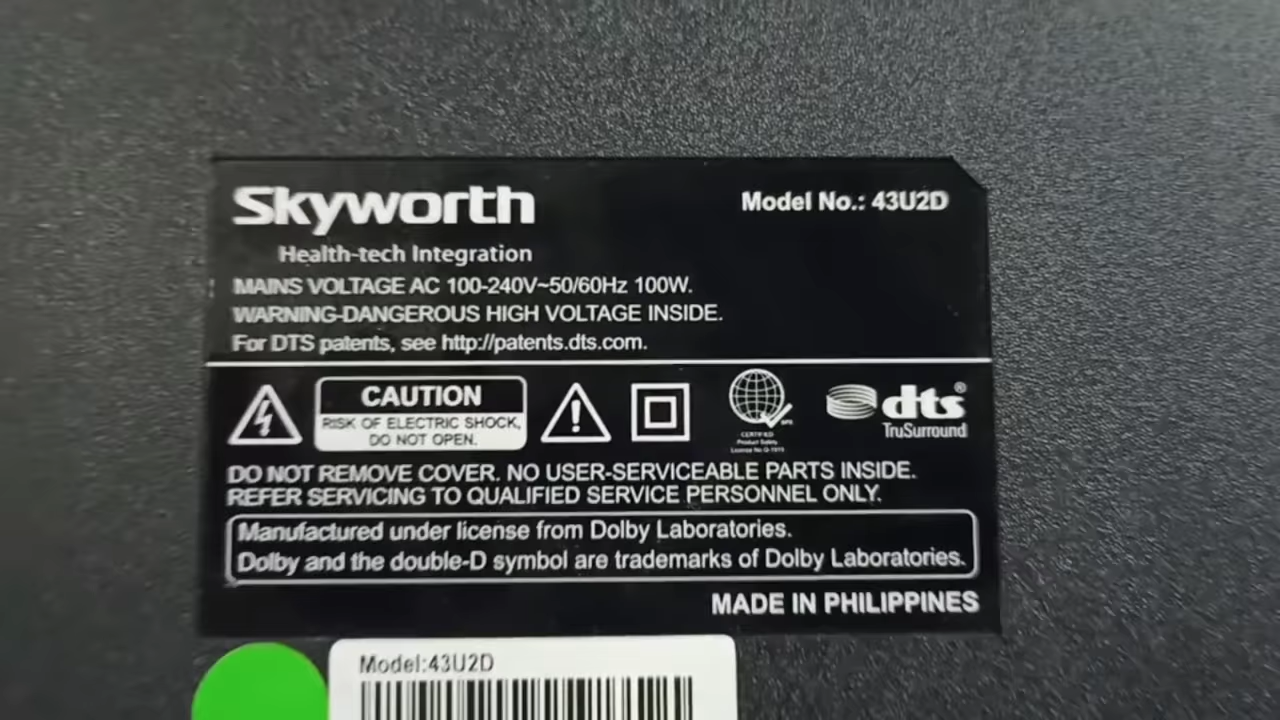 Skyworth
Model No.: 43U2D
Health-tech Integration
MAINS VOLTAGE AC 100-240V~50/60Hz 100W.
WARNING-DANGEROUS HIGH VOLTAGE INSIDE.
For DTS patents, see http://patents.dts.com.
CAUTION
RISK OF ELECTRIC SHOCK,
DO NOT OPEN.
CERTIFIED
Product Safety
dts®
TruSurround
DO NOT REMOVE COVER. NO USER-SERVICEABLE PARTS INSIDE.
REFER SERVICING TO QUALIFIED SERVICE PERSONNEL ONLY.
Manufactured under license from Dolby Laboratories.
Dolby and the double-D symbol are trademarks of Dolby Laboratories.
MADE IN PHILIPPINES
Model:43U2D